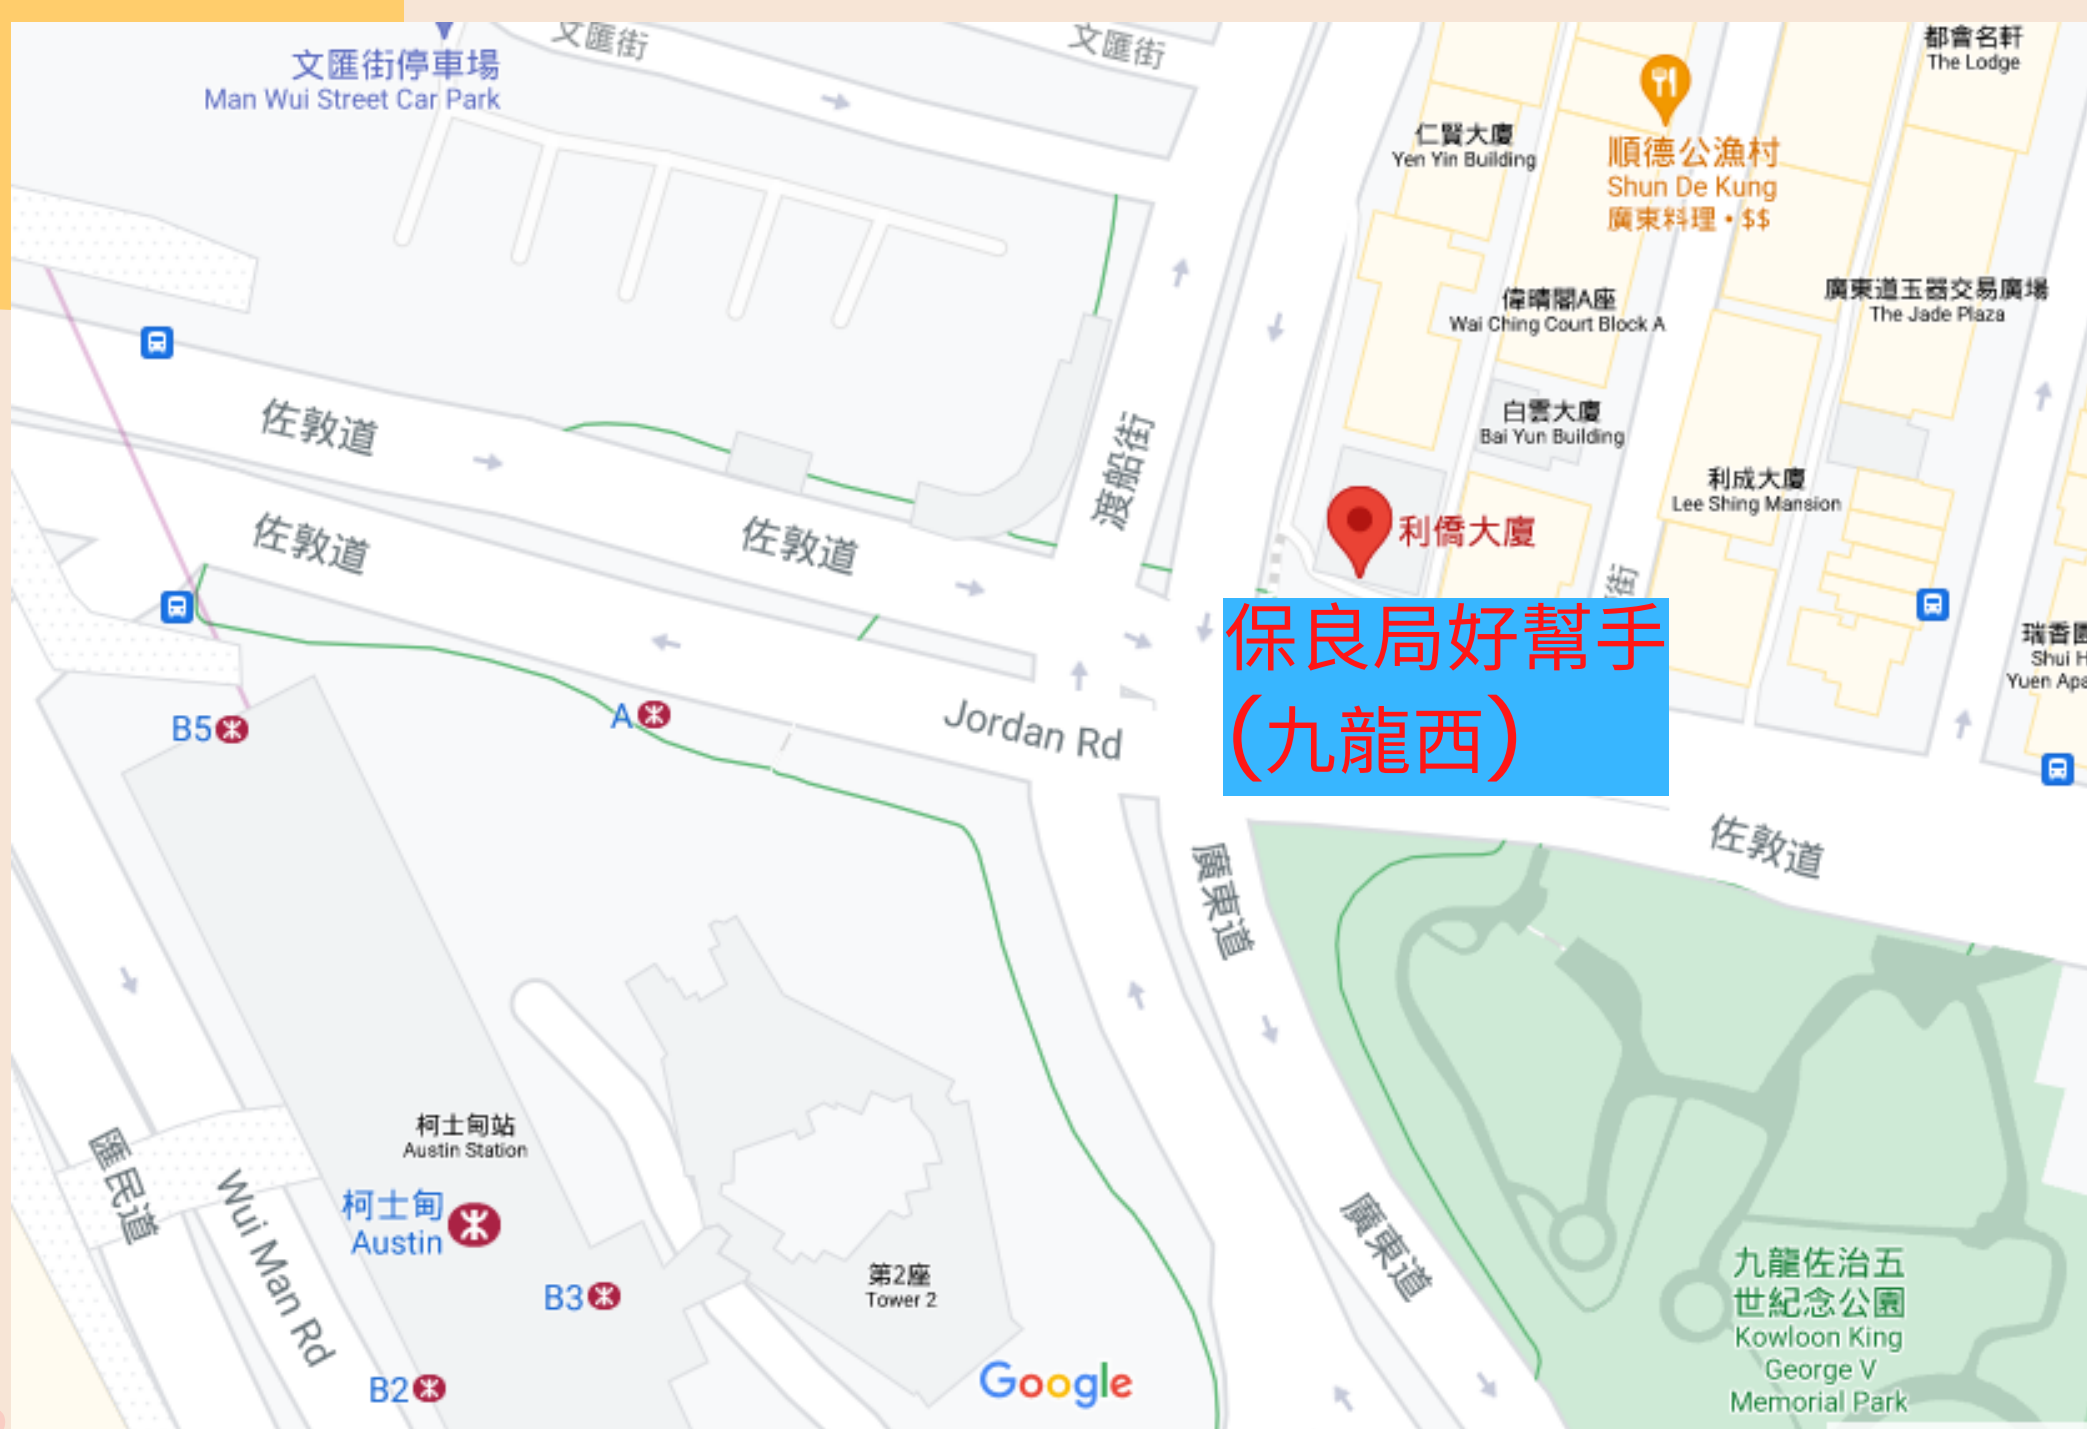 文匯街停車場
Man Wui Street Car Park
文匯街
文匯街
都會名軒
The Lodge
仁賢大廈
Yen Yin Building
順德公漁村
Shun De Kung
廣東料理・$$
偉晴閣A座
Wai Ching Court Block A
廣東道玉器交易廣場
The Jade Plaza
佐敦道
渡船街
白雲大廈
Bai Yun Building
利成大廈
Lee Shing Mansion
佐敦道
佐敦道
利僑大廈
街
保良局好幫手
(九龍西)
瑞香
Shui H
Yuen Apa
B5
A
Jordan Rd
佐敦道
廣東道
柯士甸站
Austin Station
匯民道
Wui Man Rd
柯士甸
Austin
廣東道
第2座
Tower 2
B3
九龍佐治五
世紀念公園
Kowloon King
George V
Memorial Park
B2
Google